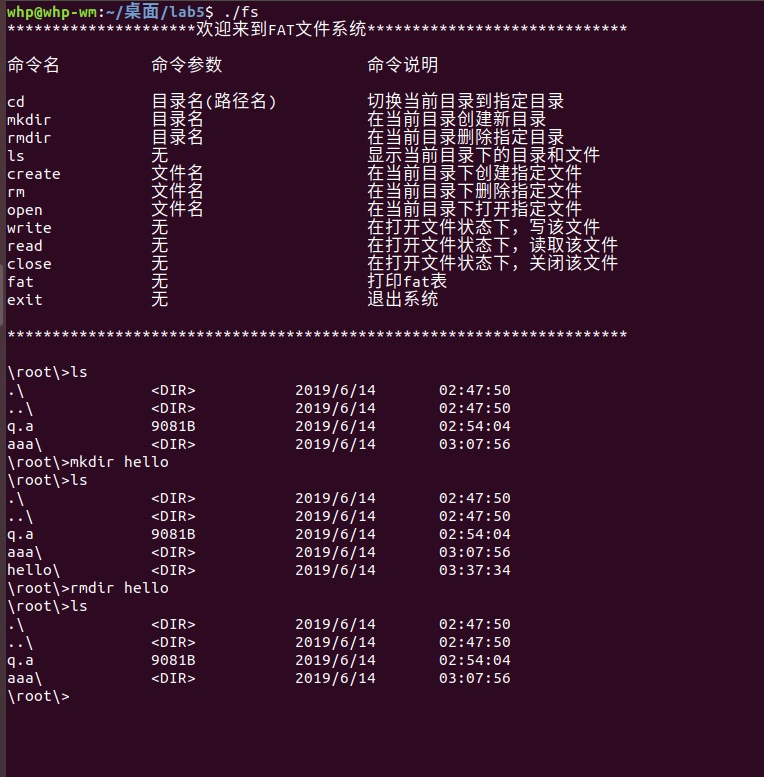 whp@whp-wm:~/桌面/lab5$ ./fs
*********************欢迎来到FAT文件系统*****************************
命令名 命令参数 命令说明
cd 目录名(路径名) 切换当前目录到指定目录
mkdir 目录名 在当前目录创建新目录
rmdir 目录名 在当前目录删除指定目录
ls 无 显示当前目录下的目录和文件
create 文件名 在当前目录下创建指定文件
rm 文件名 在当前目录下删除指定文件
open 文件名 在当前目录下打开指定文件
write 无 在打开文件状态下，写该文件
read 无 在打开文件状态下，读取该文件
close 无 在打开文件状态下，关闭该文件
fat 无 打印fat表
exit 无 退出系统
*********************************************************************
\root\>ls
.\ <DIR> 2019/6/14 02:47:50
..\ <DIR> 2019/6/14 02:47:50
q.a 9081B 2019/6/14 02:54:04
aaa\ <DIR> 2019/6/14 03:07:56
\root\>mkdir hello
\root\>ls
.\ <DIR> 2019/6/14 02:47:50
..\ <DIR> 2019/6/14 02:47:50
q.a 9081B 2019/6/14 02:54:04
aaa\ <DIR> 2019/6/14 03:07:56
hello\ <DIR> 2019/6/14 03:37:34
\root\>rmdir hello
\root\>ls
.\ <DIR> 2019/6/14 02:47:50
..\ <DIR> 2019/6/14 02:47:50
q.a 9081B 2019/6/14 02:54:04
aaa\ <DIR> 2019/6/14 03:07:56
\root\>